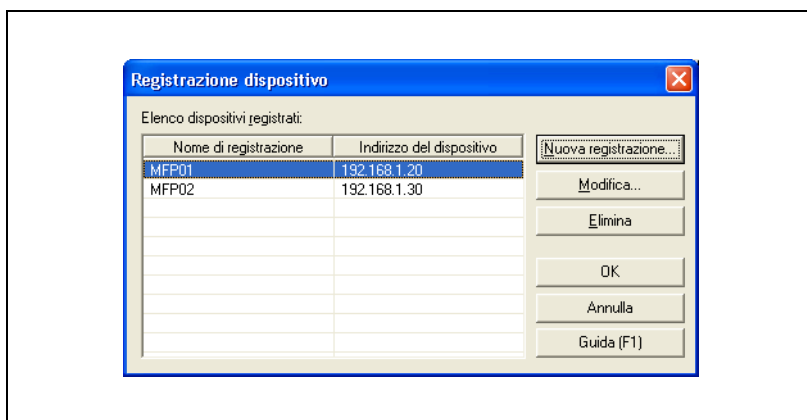 Registrazione dispositivo
Elenco dispositivi registrati:
Nome di registrazione Indirizzo del dispositivo
MFP01 192.168.1.20
MFP02 192.168.1.30
Nuova registrazione...
Modifica...
Elimina
OK
Annulla
Guida (F1)